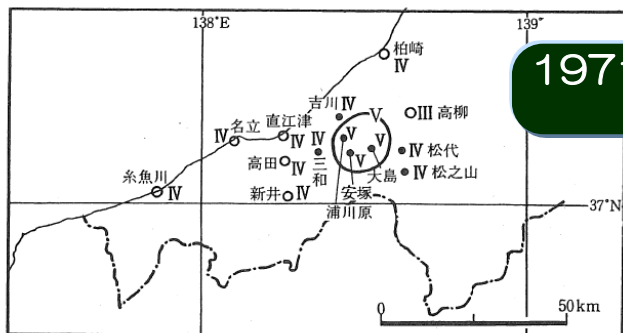 138°E
139°
197
柏崎
Ⅳ
吉川 Ⅳ
Ⅴ
Ⅲ 高柳
名立
Ⅳ
直江津
Ⅳ
Ⅳ
三和
Ⅴ
Ⅴ
Ⅴ
Ⅳ 松代
高田
Ⅳ
大島
Ⅳ 松之山
糸魚川
Ⅳ
新井
Ⅳ
安塚
浦川原
37°N
0
50km